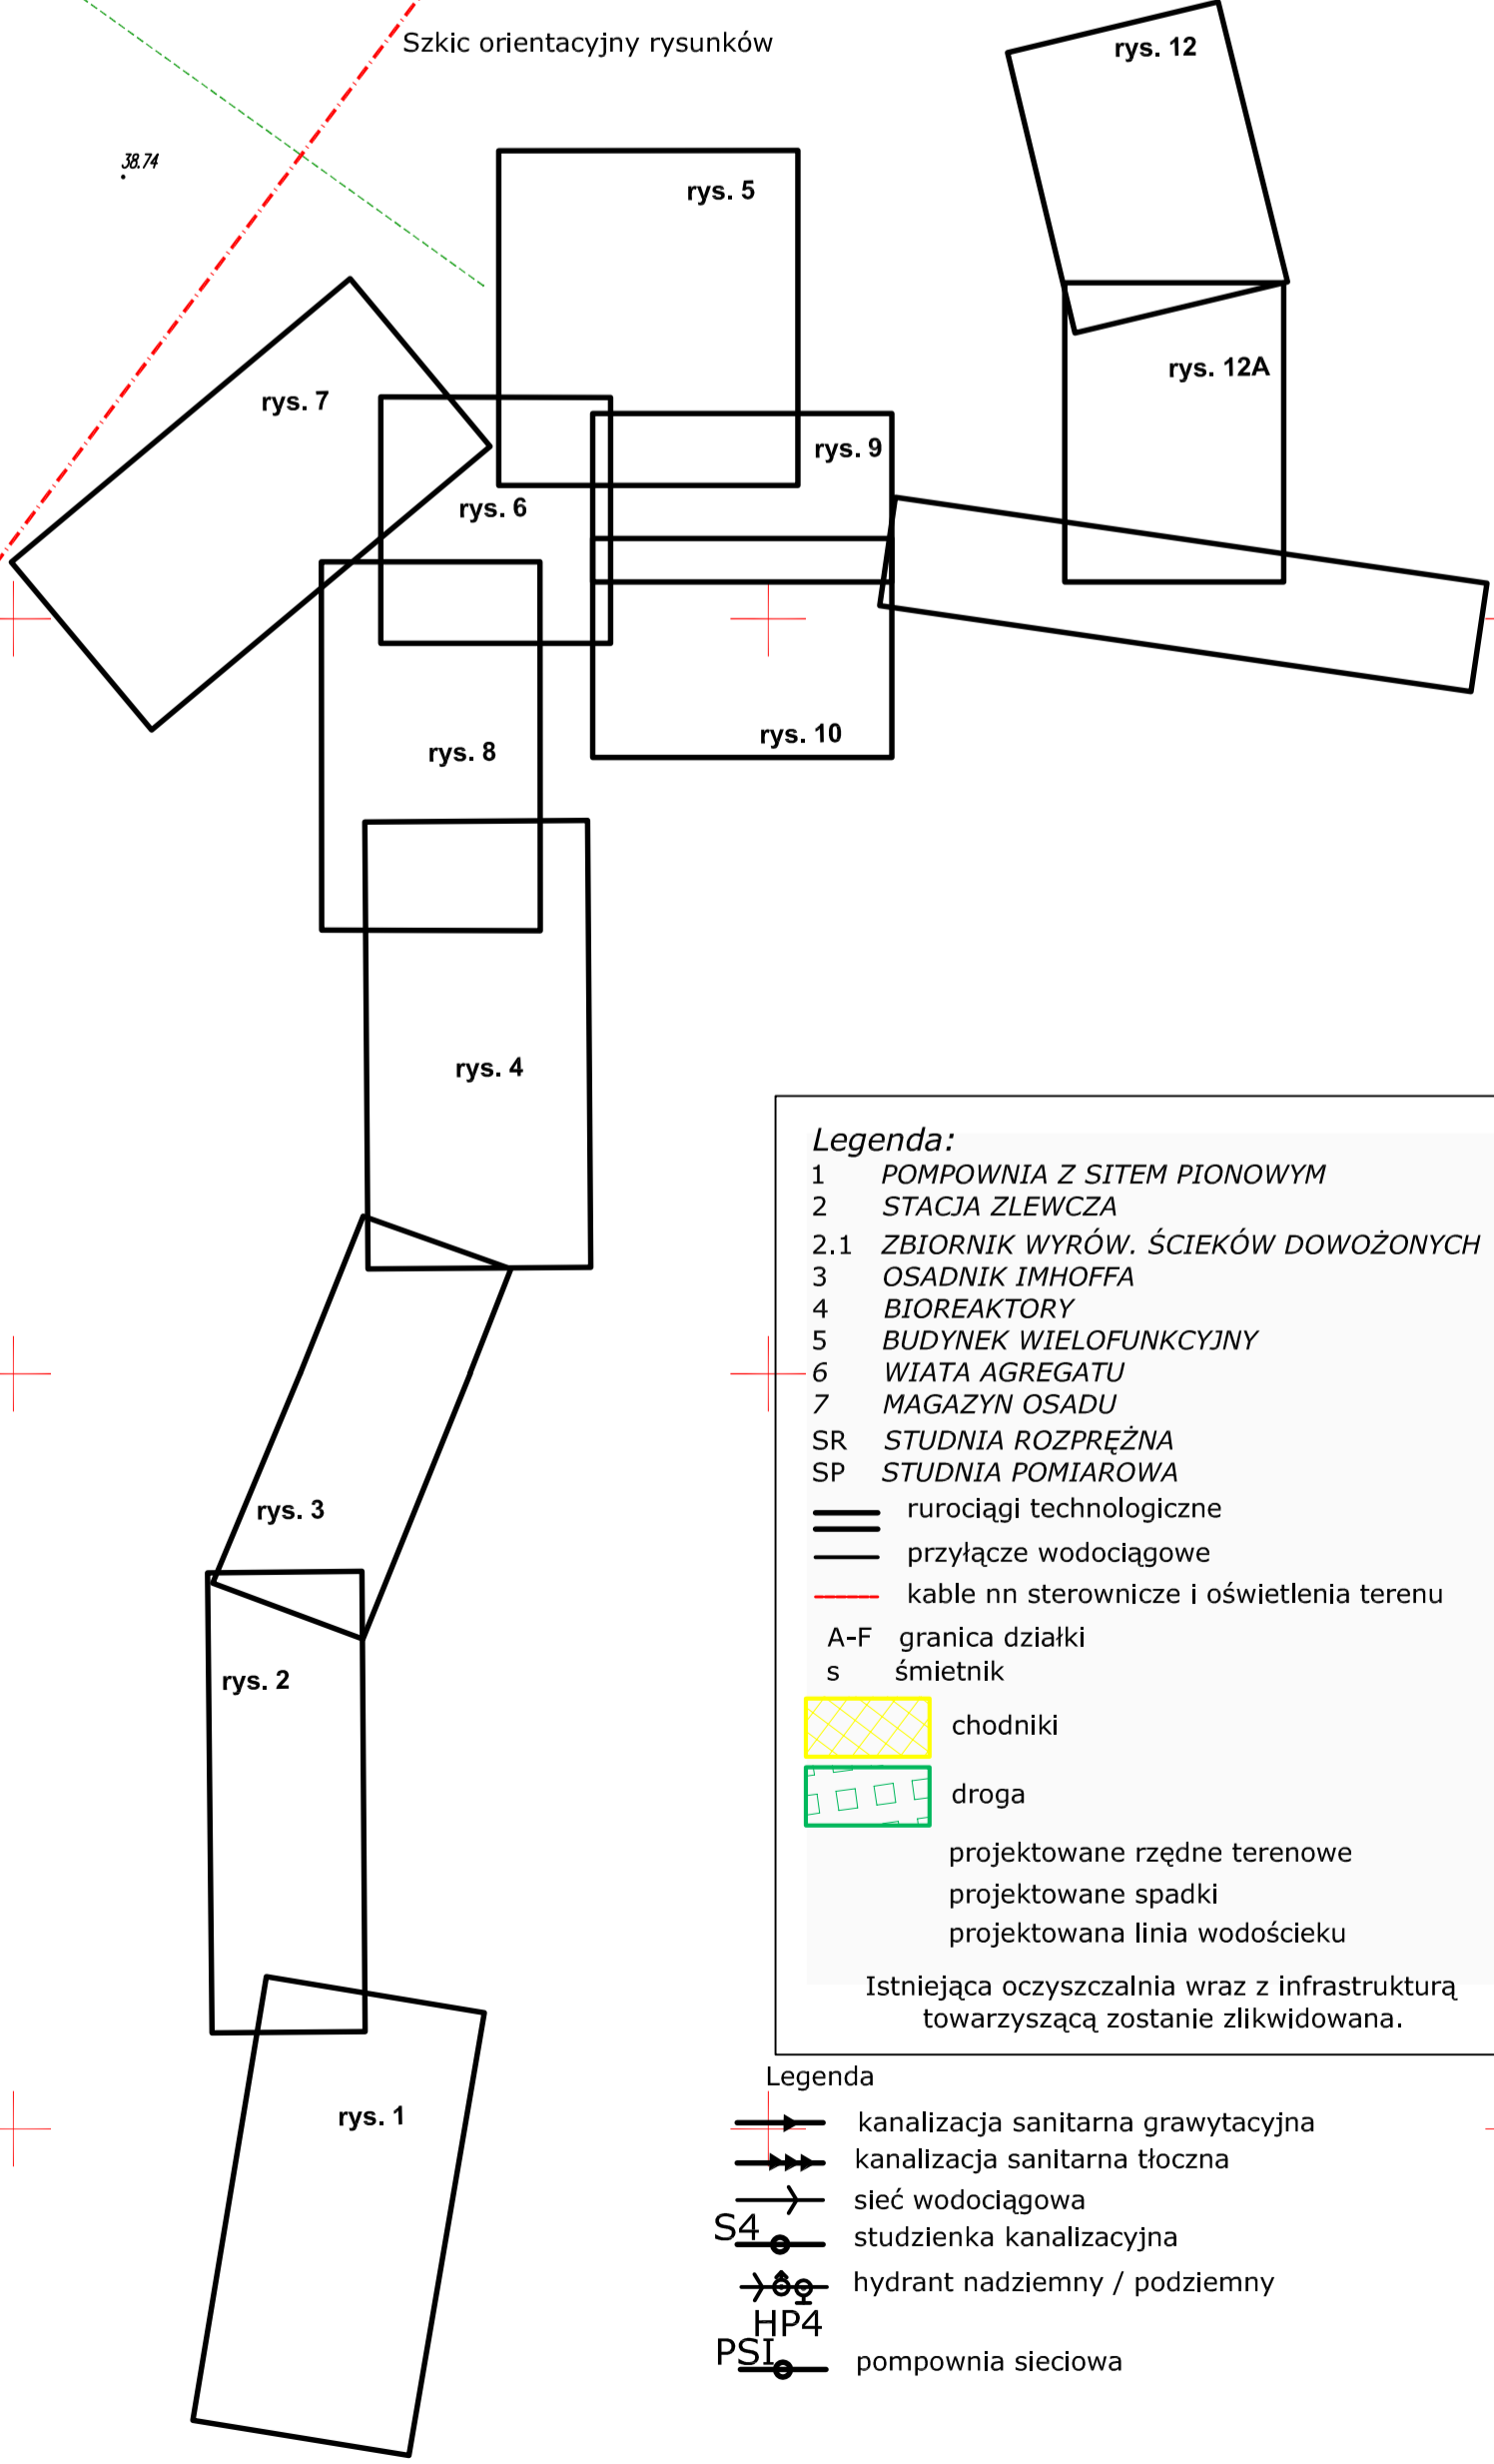 Szkic orientacyjny rysunków
rys. 12
38.74
rys. 5
rys. 12A
rys. 7
rys. 9
rys. 6
rys. 10
rys. 8
rys. 4
rys. 3
rys. 2
rys. 1
Legenda:
1 POMPOWNIA Z SITEM PIONOWYM
2 STACJA ZLEWCZA
2.1 ZBIORNIK WYRÓW. ŚCIEKÓW DOWOŻONYCH
3 OSADNIK IMHOFFA
4 BIOREAKTORY
5 BUDYNEK WIELOFUNKCYJNY
6 WIATA AGREGATU
7 MAGAZYN OSADU
SR STUDNIA ROZPRĘŻNA
SP STUDNIA POMIAROWA
rurociągi technologiczne
przyłącze wodociągowe
kable nn sterownicze i oświetlenia terenu
A-F granica działki
s śmietnik
chodniki
droga
projektowane rzędne terenowe
projektowane spadki
projektowana linia wodościeku
Istniejąca oczyszczalnia wraz z infrastrukturą
towarzyszącą zostanie zlikwidowana.
Legenda
kanalizacja sanitarna grawytacyjna
kanalizacja sanitarna tłoczna
sieć wodociągowa
S4 studzienka kanalizacyjna
hydrant nadziemny / podziemny
HP4
PSI pompownia sieciowa